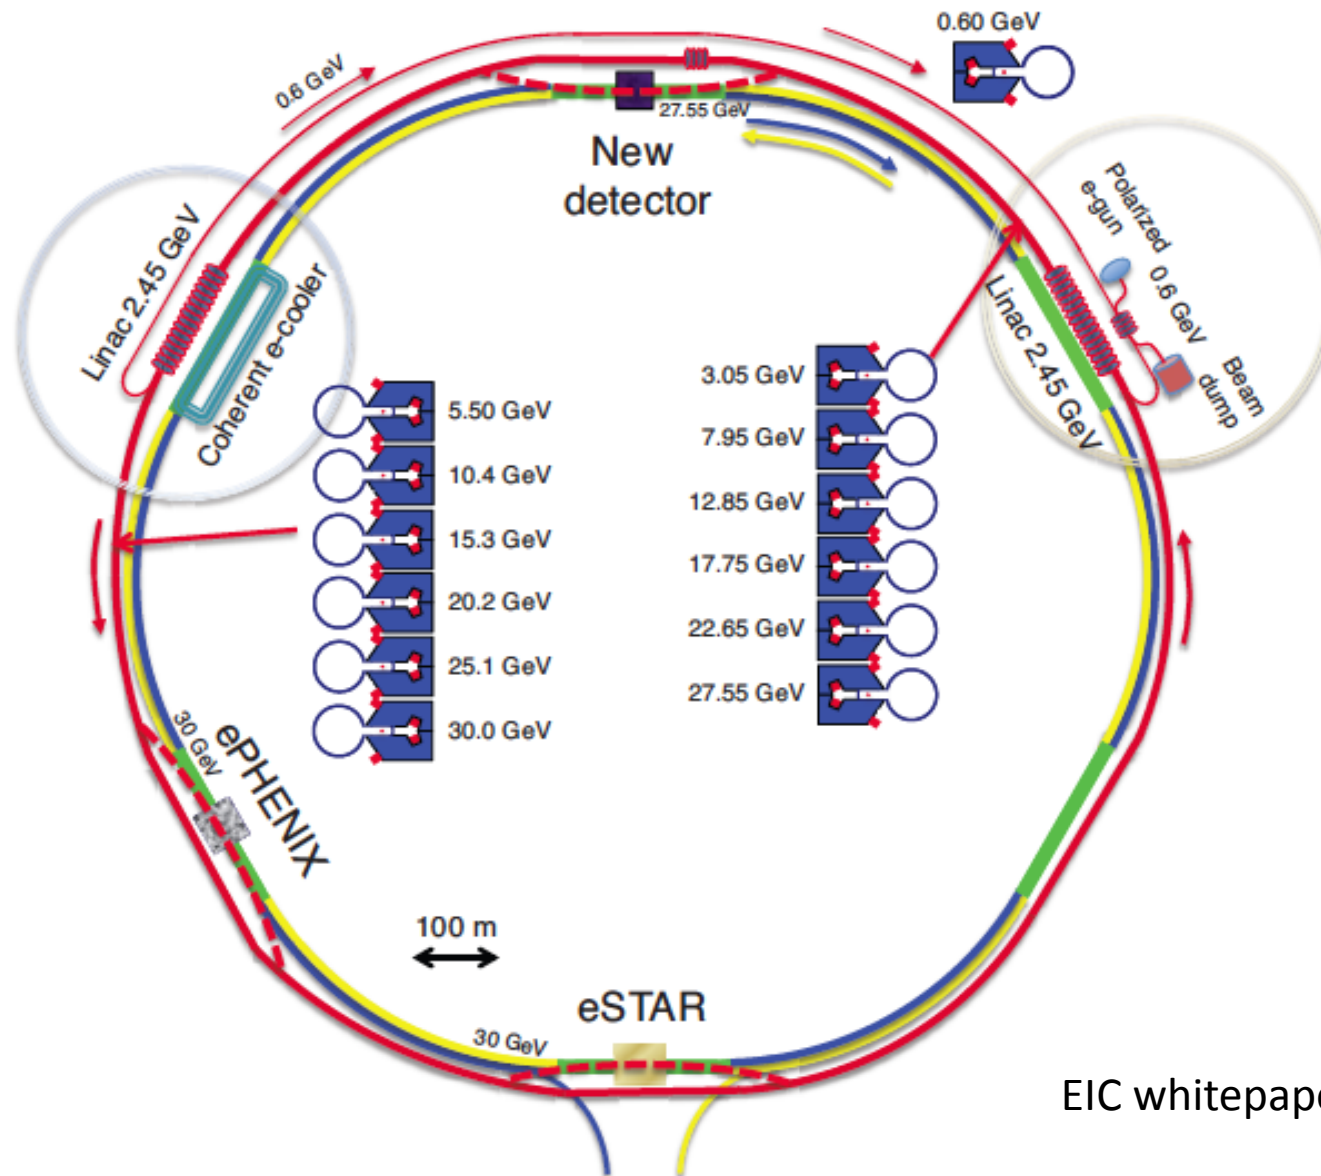 0.60 GeV
0.6 GeV
27.55 GeV
New
detector
Linac 2.45 GeV
Coherent e-cooler
Polarized
e-gun
0.6 GeV
Beam
dump
Linac 2.45 GeV
5.50 GeV
10.4 GeV
15.3 GeV
20.2 GeV
25.1 GeV
30.0 GeV
3.05 GeV
7.95 GeV
12.85 GeV
17.75 GeV
22.65 GeV
27.55 GeV
30 GeV
ePHENIX
100 m
eSTAR
30 GeV
EIC whitepape